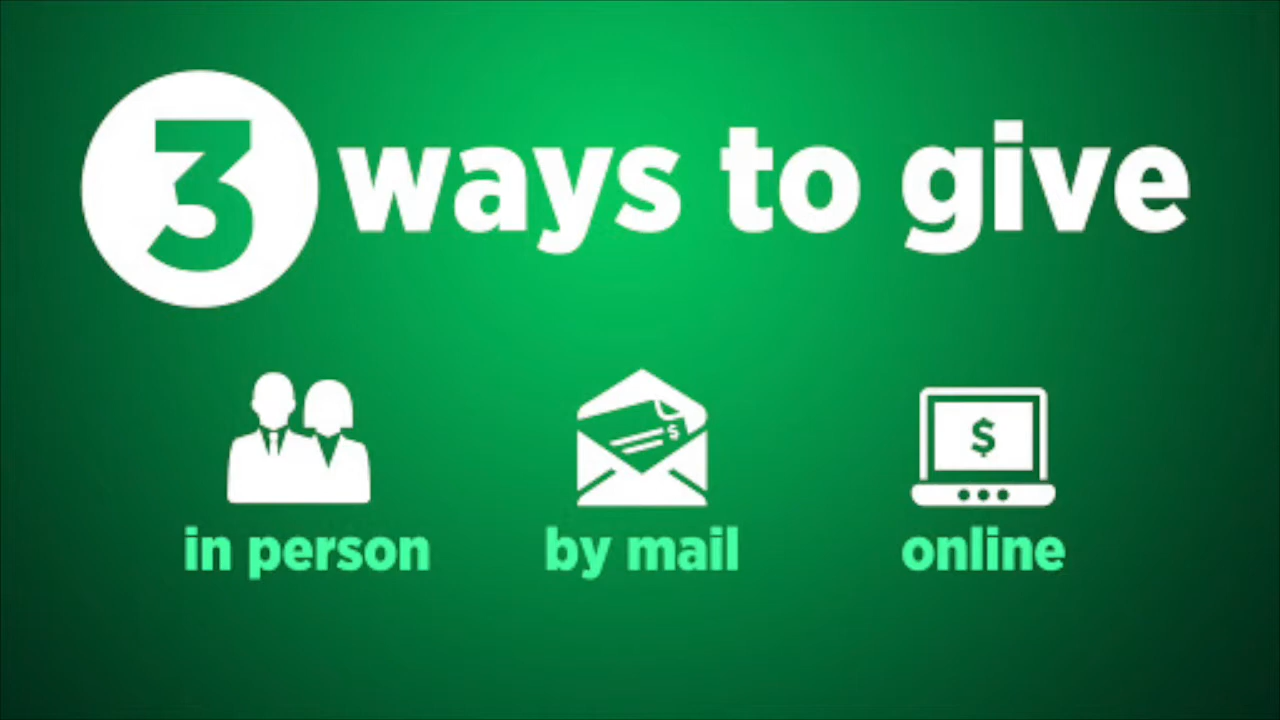 3 ways to give
$
$
in person
by mail
online